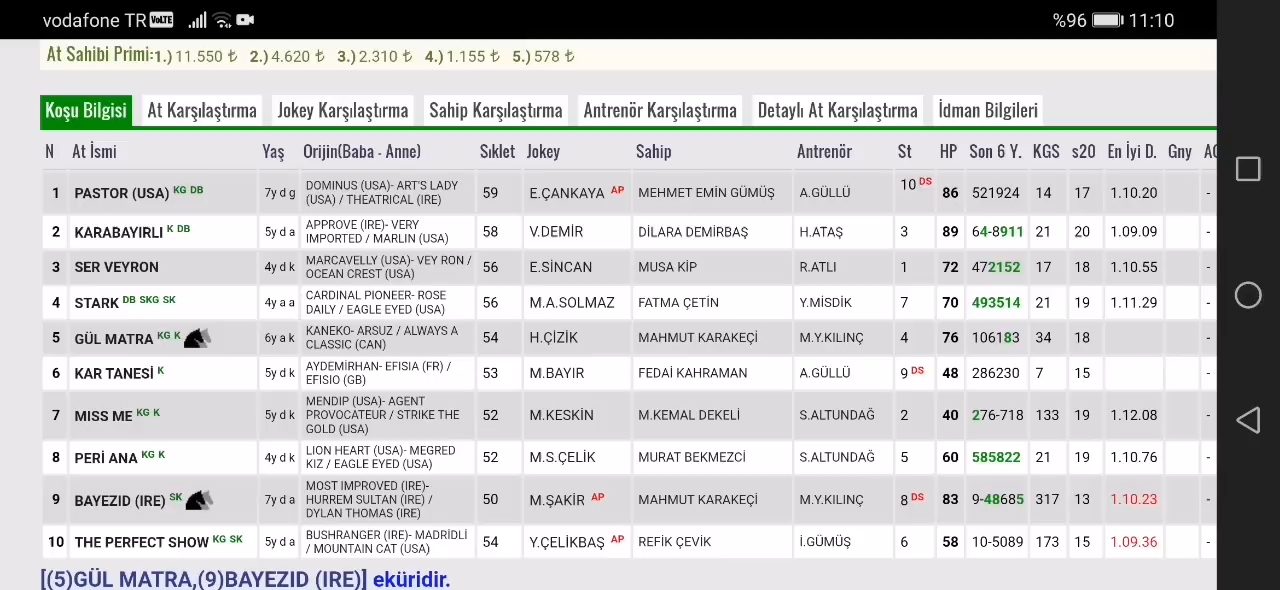 vodafone TR VoLTE %96 11:10
At Sahibi Primi:1.) 11.550 ₺ 2.) 4.620 ₺ 3.) 2.310 ₺ 4.) 1.155 ₺ 5.) 578 ₺
Koşu Bilgisi At Karşılaştırma Jokey Karşılaştırma Sahip Karşılaştırma Antrenör Karşılaştırma Detaylı At Karşılaştırma İdman Bilgileri
N At İsmi Yaş Orijin(Baba - Anne) Sıklet Jokey Sahip Antrenör St HP Son 6 Y. KGS s20 En İyi D. Gny
1 PASTOR (USA) KG DB 7y d g DOMINUS (USA)- ART'S LADY 59 E.ÇANKAYA AP MEHMET EMİN GÜMÜŞ A.GÜLLÜ 10 DS 86 521924 14 17 1.10.20 -
(USA) / THEATRICAL (IRE)
2 KARABAYIRLI K DB 5y d a APPROVE (IRE)- VERY 58 V.DEMİR DİLARA DEMİRBAŞ H.ATAŞ 3 89 64-8911 21 20 1.09.09 -
IMPORTED / MARLIN (USA)
3 SER VEYRON 4y d k MARCAVELLY (USA)- VEY RON / 56 E.SİNCAN MUSA KİP R.ATLI 1 72 472152 17 18 1.10.55 -
OCEAN CREST (USA)
4 STARK DB SKG SK 4y a a CARDINAL PIONEER- ROSE 56 M.A.SOLMAZ FATMA ÇETİN Y.MİSDİK 7 70 493514 21 19 1.11.29 -
DAILY / EAGLE EYED (USA)
5 GÜL MATRA KG K 6y a k KANEKO- ARSUZ / ALWAYS A 54 H.ÇİZİK MAHMUT KARAKEÇİ M.Y.KILINÇ 4 76 106183 34 18 -
CLASSIC (CAN)
6 KAR TANESİ K 5y d k AYDEMİRHAN- EFISIA (FR) / 53 M.BAYIR FEDAİ KAHRAMAN A.GÜLLÜ 9 DS 48 286230 7 15 -
EFISIO (GB)
7 MISS ME KG K 5y d k MENDIP (USA)- AGENT 52 M.KESKİN M.KEMAL DEKELİ S.ALTUNDAĞ 2 40 276-718 133 19 1.12.08 -
PROVOCATEUR / STRIKE THE
GOLD (USA)
8 PERİ ANA KG K 4y d k LION HEART (USA)- MEGRED 52 M.S.ÇELİK MURAT BEKMEZCİ S.ALTUNDAĞ 5 60 585822 21 19 1.10.76 -
KIZ / EAGLE EYED (USA)
9 BAYEZID (IRE) SK 7y d a MOST IMPROVED (IRE)- 50 M.ŞAKİR AP MAHMUT KARAKEÇİ M.Y.KILINÇ 8 DS 83 9-48685 317 13 1.10.23 -
HURREM SULTAN (IRE) /
DYLAN THOMAS (IRE)
10 THE PERFECT SHOW KG SK 5y d a BUSHRANGER (IRE)- MADRİDLİ 54 Y.ÇELİKBAŞ AP REFİK ÇEVİK İ.GÜMÜŞ 6 58 10-5089 173 15 1.09.36 -
/ MOUNTAIN CAT (USA)
[(5)GÜL MATRA,(9)BAYEZID (IRE)] eküridir.